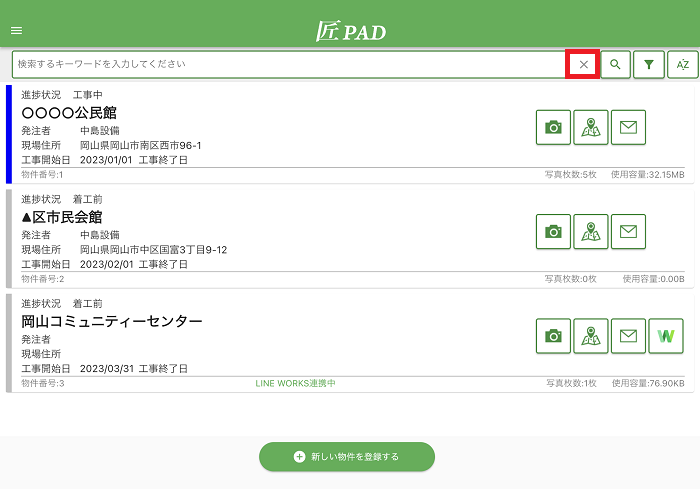 匠PAD
検索するキーワードを入力してください
AZ
進捗状況 工事中
〇〇〇〇公民館
発注者 中島設備
現場住所 岡山県岡山市南区西市96-1
工事開始日 2023/01/01 工事終了日
物件番号:1 写真枚数:5枚 使用容量:32.15MB
進捗状況 着工前
▲区市民会館
発注者 中島設備
現場住所 岡山県岡山市中区国富3丁目9-12
工事開始日 2023/02/01 工事終了日
物件番号:2 写真枚数:0枚 使用容量:0.00B
進捗状況 着工前
岡山コミュニティーセンター
発注者
現場住所
工事開始日 2023/03/31 工事終了日
W
物件番号:3 LINE WORKS連携中 写真枚数:1枚 使用容量:76.90KB
新しい物件を登録する